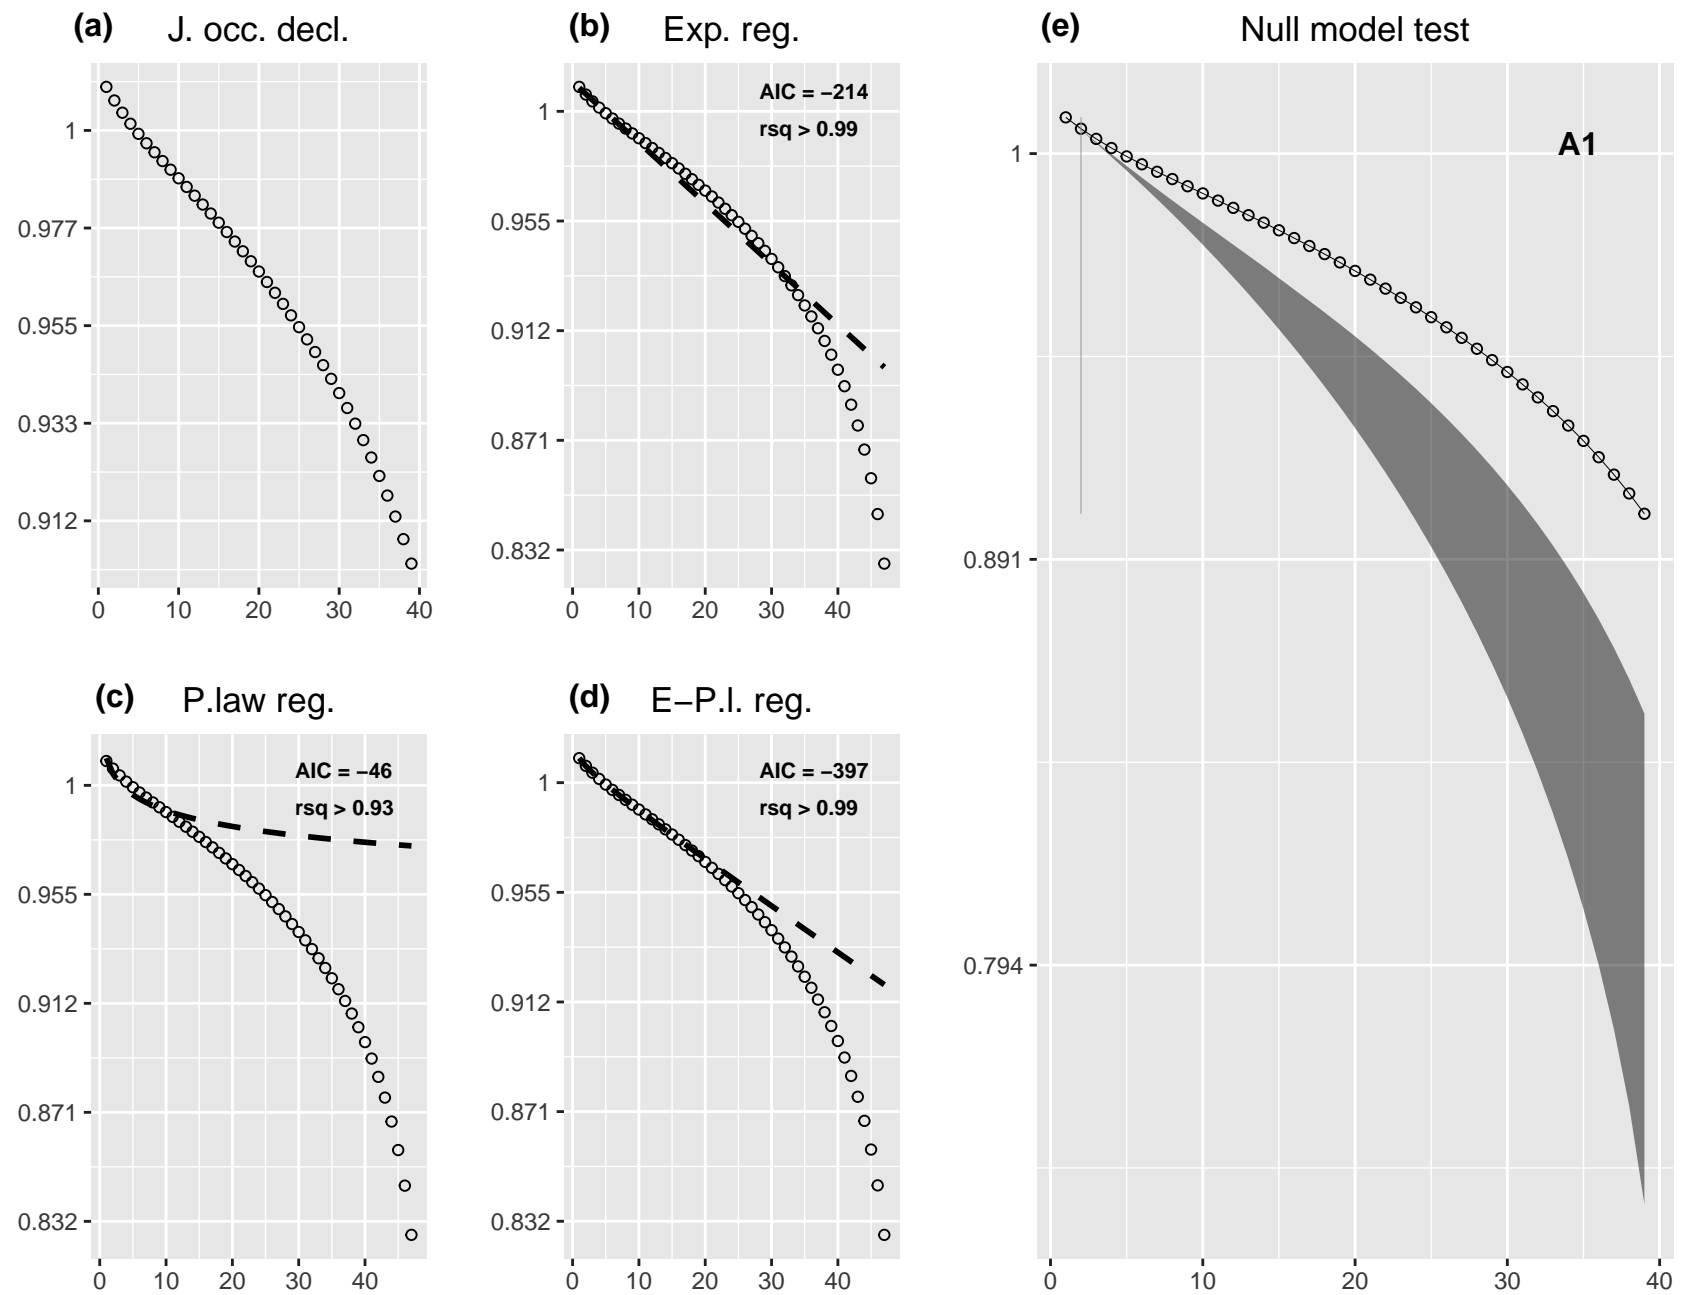 (a) J. occ. decl.
1
0.977
0.955
0.933
0.912
0 10 20 30 40
(b) Exp. reg.
AIC = −214
rsq > 0.99
1
0.955
0.912
0.871
0.832
0 10 20 30 40
(c) P.law reg.
AIC = −46
rsq > 0.93
1
0.955
0.912
0.871
0.832
0 10 20 30 40
(d) E−P.l. reg.
AIC = −397
rsq > 0.99
1
0.955
0.912
0.871
0.832
0 10 20 30 40
(e) Null model test
A1
1
0.891
0.794
0 10 20 30 40